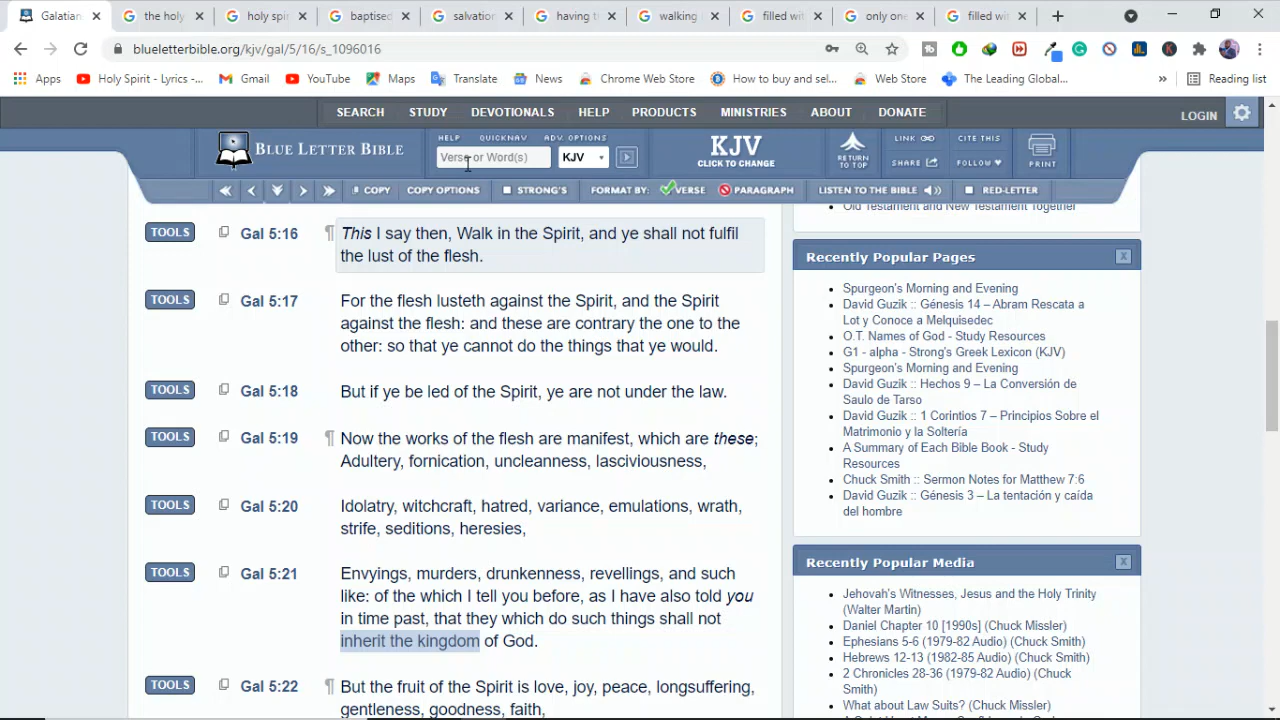 Galatian
the holy
holy spi
baptised
salvation
having t
walking
filled wit
only one
filled wit
blueletterbible.org/kjv/gal/5/16/s_1096016
Apps
Holy Spirit - Lyrics -...
Gmail
YouTube
Maps
Translate
News
Chrome Web Store
How to buy and sel...
Web Store
The Leading Global...
»
Reading list
SEARCH
STUDY
DEVOTIONALS
HELP
PRODUCTS
MINISTRIES
ABOUT
DONATE
LOGIN
BLUE LETTER BIBLE
HELP
QUICKNAV
ADV. OPTIONS
Verse or Word(s)
KJV
KJV
CLICK TO CHANGE
RETURN
TO TOP
LINK
CITE THIS
SHARE
FOLLOW
PRINT
COPY
COPY OPTIONS
STRONG'S
FORMAT BY:
VERSE
PARAGRAPH
LISTEN TO THE BIBLE
RED-LETTER
TOOLS
Gal 5:16
¶ This I say then, Walk in the Spirit, and ye shall not fulfil
the lust of the flesh.
TOOLS
Gal 5:17
For the flesh lusteth against the Spirit, and the Spirit
against the flesh: and these are contrary the one to the
other: so that ye cannot do the things that ye would.
TOOLS
Gal 5:18
But if ye be led of the Spirit, ye are not under the law.
TOOLS
Gal 5:19
¶ Now the works of the flesh are manifest, which are these;
Adultery, fornication, uncleanness, lasciviousness,
TOOLS
Gal 5:20
Idolatry, witchcraft, hatred, variance, emulations, wrath,
strife, seditions, heresies,
TOOLS
Gal 5:21
Envyings, murders, drunkenness, revellings, and such
like: of the which I tell you before, as I have also told you
in time past, that they which do such things shall not
inherit the kingdom of God.
TOOLS
Gal 5:22
¶ But the fruit of the Spirit is love, joy, peace, longsuffering,
gentleness, goodness, faith,
Old Testament and New Testament Together
Recently Popular Pages
Spurgeon's Morning and Evening
David Guzik :: Génesis 14 – Abram Rescata a
Lot y Conoce a Melquisedec
O.T. Names of God - Study Resources
G1 - alpha - Strong's Greek Lexicon (KJV)
Spurgeon's Morning and Evening
David Guzik :: Hechos 9 – La Conversión de
Saulo de Tarso
David Guzik :: 1 Corintios 7 – Principios Sobre el
Matrimonio y la Soltería
A Summary of Each Bible Book - Study
Resources
Chuck Smith :: Sermon Notes for Matthew 7:6
David Guzik :: Génesis 3 – La tentación y caída
del hombre
Recently Popular Media
Jehovah's Witnesses, Jesus and the Holy Trinity
(Walter Martin)
Daniel Chapter 10 [1990s] (Chuck Missler)
Ephesians 5-6 (1979-82 Audio) (Chuck Smith)
Hebrews 12-13 (1982-85 Audio) (Chuck Smith)
2 Chronicles 28-36 (1979-82 Audio) (Chuck
Smith)
What about Law Suits? (Chuck Missler)